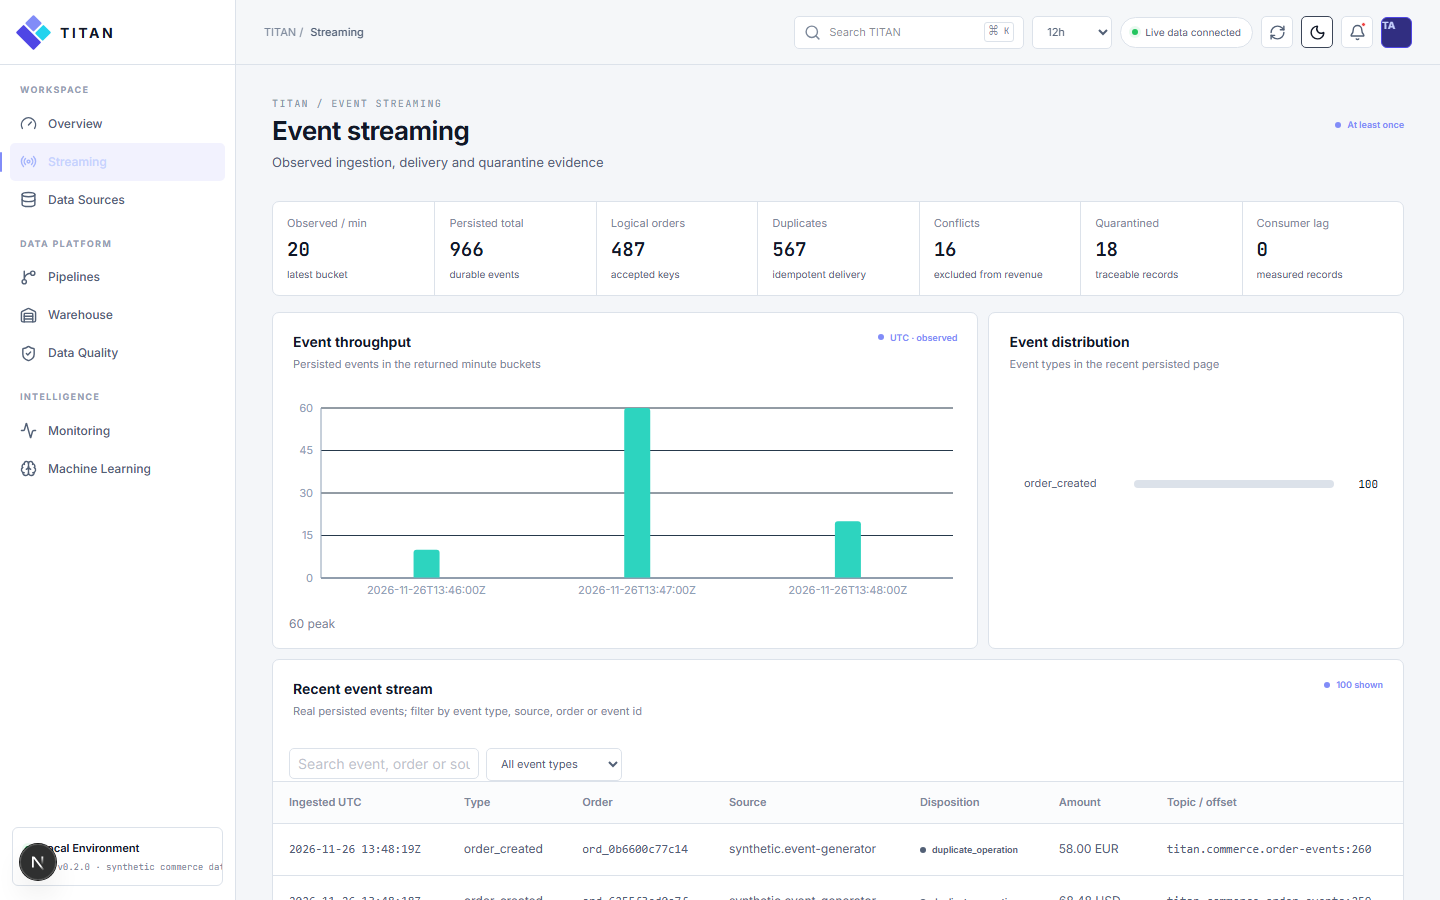 TITAN
TITAN / Streaming
Search TITAN
⌘ K
12h
Live data connected
TA
WORKSPACE
Overview
Streaming
Data Sources
DATA PLATFORM
Pipelines
Warehouse
Data Quality
INTELLIGENCE
Monitoring
Machine Learning
ocal Environment
v0.2.0 · synthetic commerce dat
N
TITAN / EVENT STREAMING
Event streaming
At least once
Observed ingestion, delivery and quarantine evidence
Observed / min
20
latest bucket
Persisted total
966
durable events
Logical orders
487
accepted keys
Duplicates
567
idempotent delivery
Conflicts
16
excluded from revenue
Quarantined
18
traceable records
Consumer lag
0
measured records
Event throughput
UTC · observed
Persisted events in the returned minute buckets
60
45
30
15
0
2026-11-26T13:46:00Z
2026-11-26T13:47:00Z
2026-11-26T13:48:00Z
60 peak
Event distribution
Event types in the recent persisted page
order_created
100
Recent event stream
100 shown
Real persisted events; filter by event type, source, order or event id
Search event, order or sou
All event types
Ingested UTC Type Order Source Disposition Amount Topic / offset
2026-11-26 13:48:19Z order_created ord_0b6600c77c14 synthetic.event-generator duplicate_operation 58.00 EUR titan.commerce.order-events:260